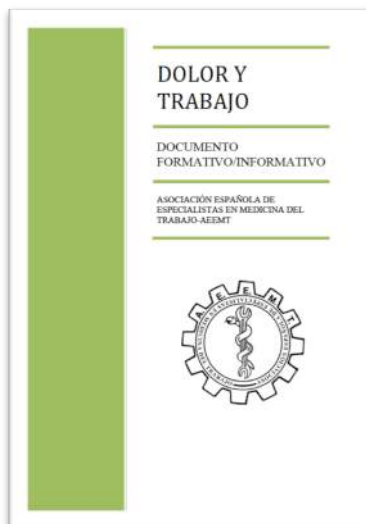 DOLOR Y
TRABAJO
DOCUMENTO
FORMATIVO/INFORMATIVO
ASOCIACIÓN ESPAÑOLA DE
ESPECIALISTAS EN MEDICINA DEL
TRABAJO-AEEMT
A.E.E.M.T.